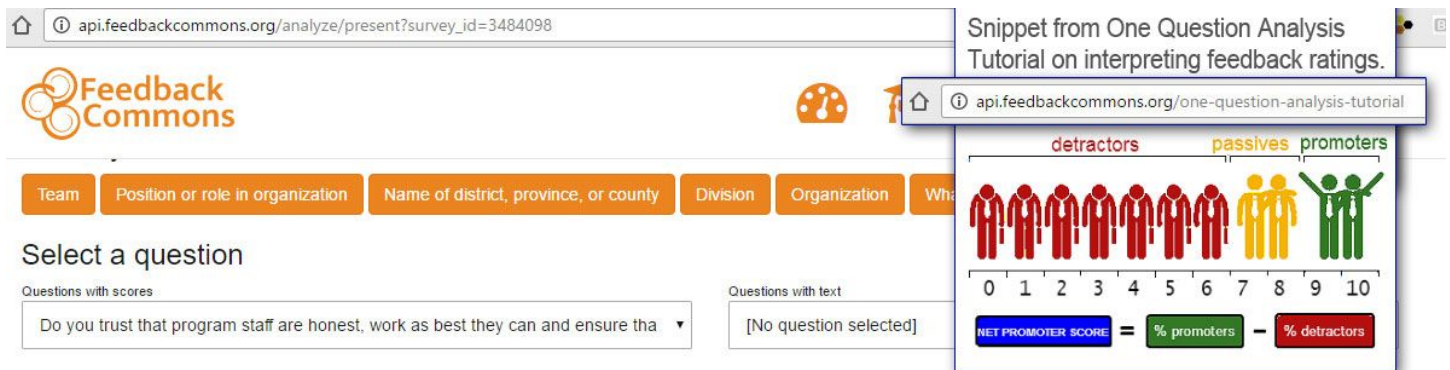 api.feedbackcommons.org/analyze/present?survey_id=3484098
Feedback
Commons
Snippet from One Question Analysis
Tutorial on interpreting feedback ratings.
api.feedbackcommons.org/one-question-analysis-tutorial
Team
Position or role in organization
Name of district, province, or county
Division
Organization
Select a question
Questions with scores
Do you trust that program staff are honest, work as best they can and ensure tha
Questions with text
[No question selected]
detractors passives promoters
0 1 2 3 4 5 6 7 8 9 10
NET PROMOTER SCORE = % promoters − % detractors